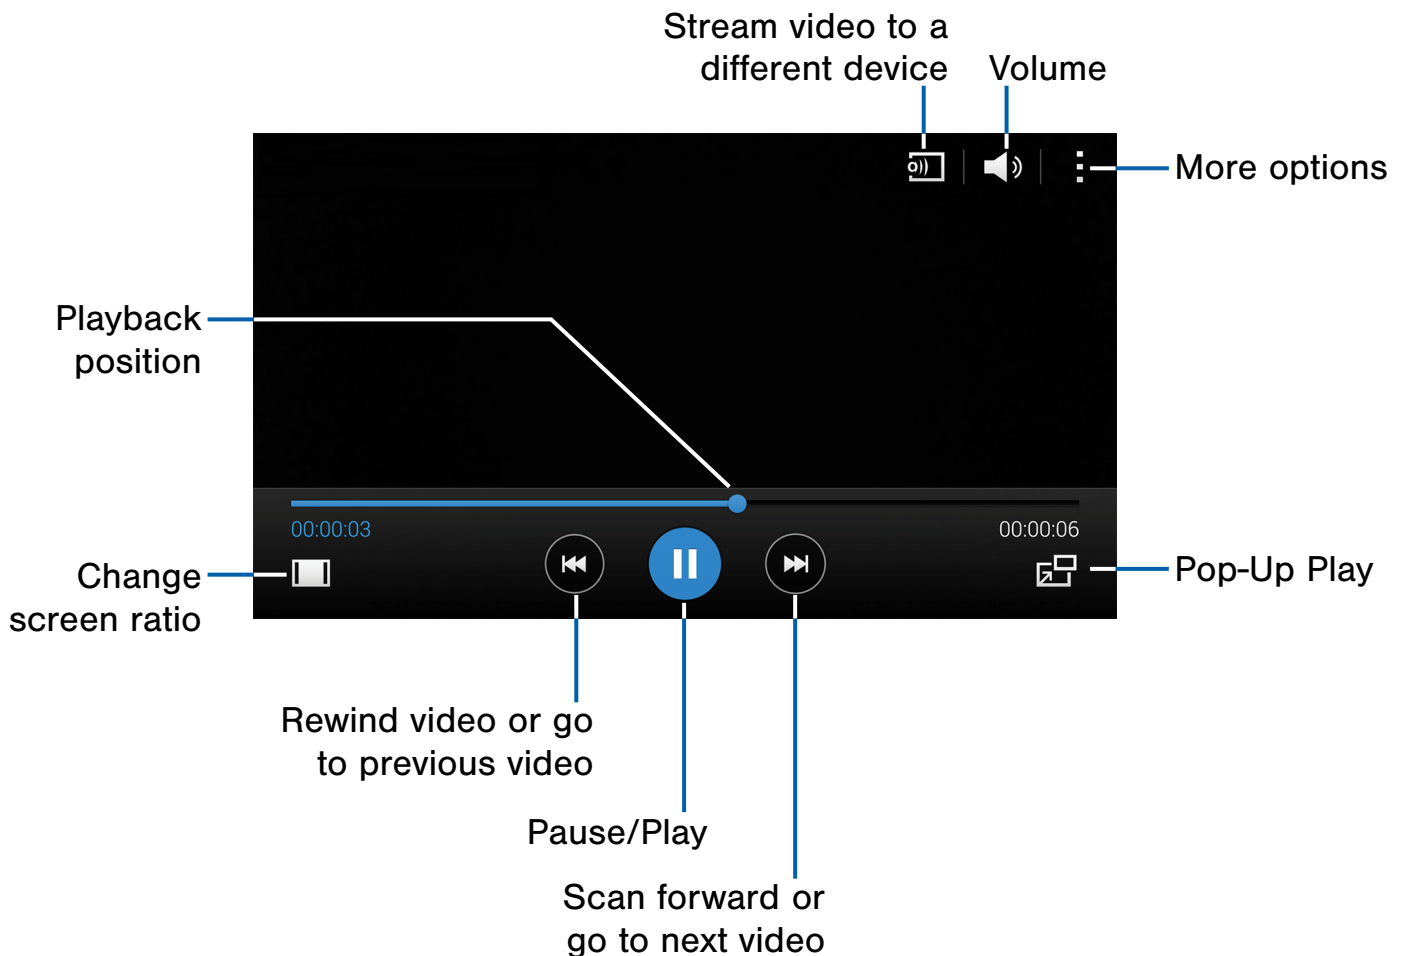 Stream video to a
different device
Volume
More options
Playback
position
00:00:03
00:00:06
Change
screen ratio
Pop-Up Play
Rewind video or go
to previous video
Pause/Play
Scan forward or
go to next video